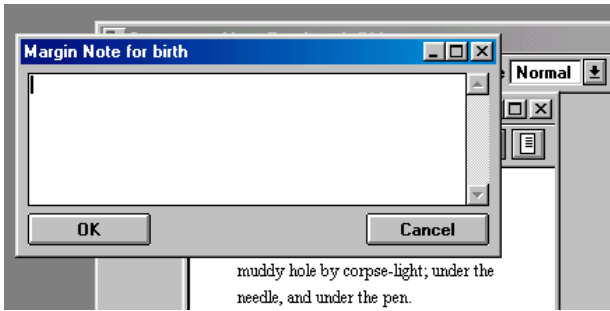 Margin Note for birth
Normal
OK
Cancel
muddy hole by corpse-light; under the
needle, and under the pen.